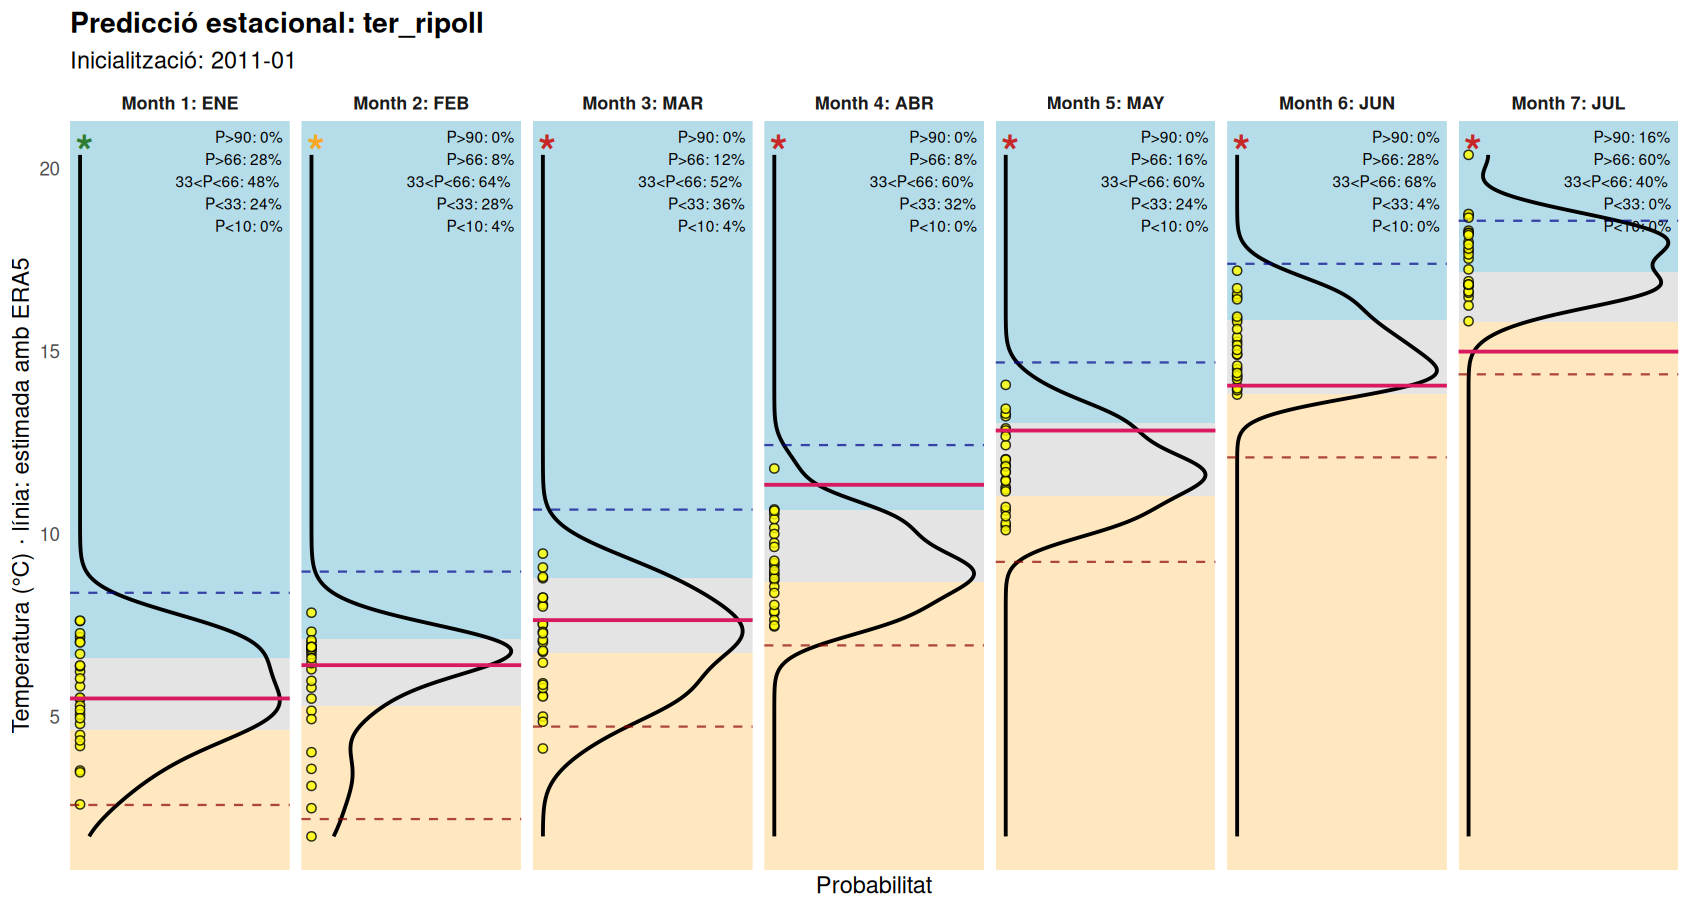 Predicció estacional: ter_ripoll
Inicialització: 2011-01
Month 1: ENE
Month 2: FEB
Month 3: MAR
Month 4: ABR
Month 5: MAY
Month 6: JUN
Month 7: JUL
*
P>90: 0%
P>66: 28%
33<P<66: 48%
P<33: 24%
P<10: 0%
*
P>90: 0%
P>66: 8%
33<P<66: 64%
P<33: 28%
P<10: 4%
*
P>90: 0%
P>66: 12%
33<P<66: 52%
P<33: 36%
P<10: 4%
*
P>90: 0%
P>66: 8%
33<P<66: 60%
P<33: 32%
P<10: 0%
*
P>90: 0%
P>66: 16%
33<P<66: 60%
P<33: 24%
P<10: 0%
*
P>90: 0%
P>66: 28%
33<P<66: 68%
P<33: 4%
P<10: 0%
*
P>90: 16%
P>66: 60%
33<P<66: 40%
P<33: 0%
P<10: 0%
20
15
10
5
Temperatura (°C) · línia: estimada amb ERA5
Probabilitat